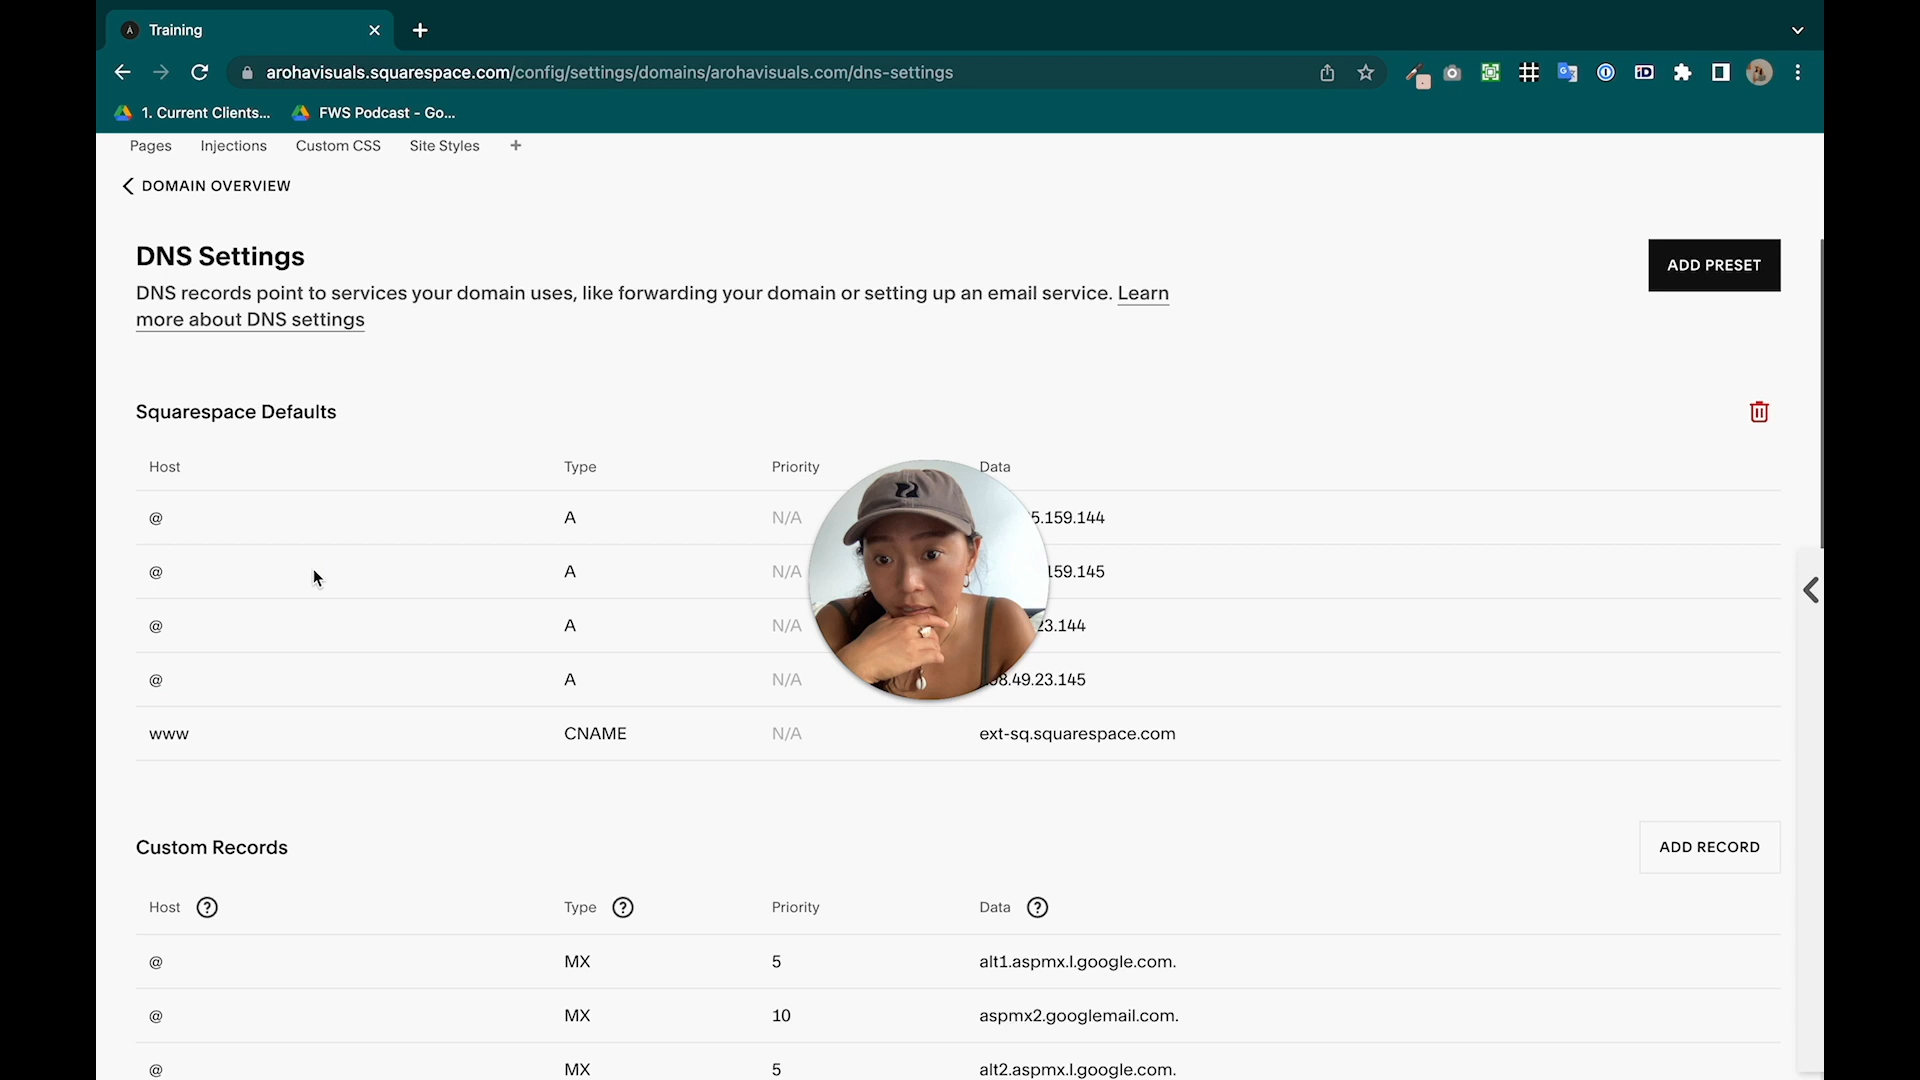 Training
arohavisuals.squarespace.com/config/settings/domains/arohavisuals.com/dns-settings
1. Current Clients...
FWS Podcast - Go...
Pages Injections Custom CSS Site Styles +
DOMAIN OVERVIEW
DNS Settings
ADD PRESET
DNS records point to services your domain uses, like forwarding your domain or setting up an email service. Learn
more about DNS settings
Squarespace Defaults
Host Type Priority Data
@ A N/A 5.159.144
@ A N/A 159.145
@ A N/A 23.144
@ A N/A 8.49.23.145
www CNAME N/A ext-sq.squarespace.com
Custom Records
ADD RECORD
Host ? Type ? Priority Data ?
@ MX 5 alt1.aspmx.l.google.com.
@ MX 10 aspmx2.googlemail.com.
@ MX 5 alt2.aspmx.l.google.com.